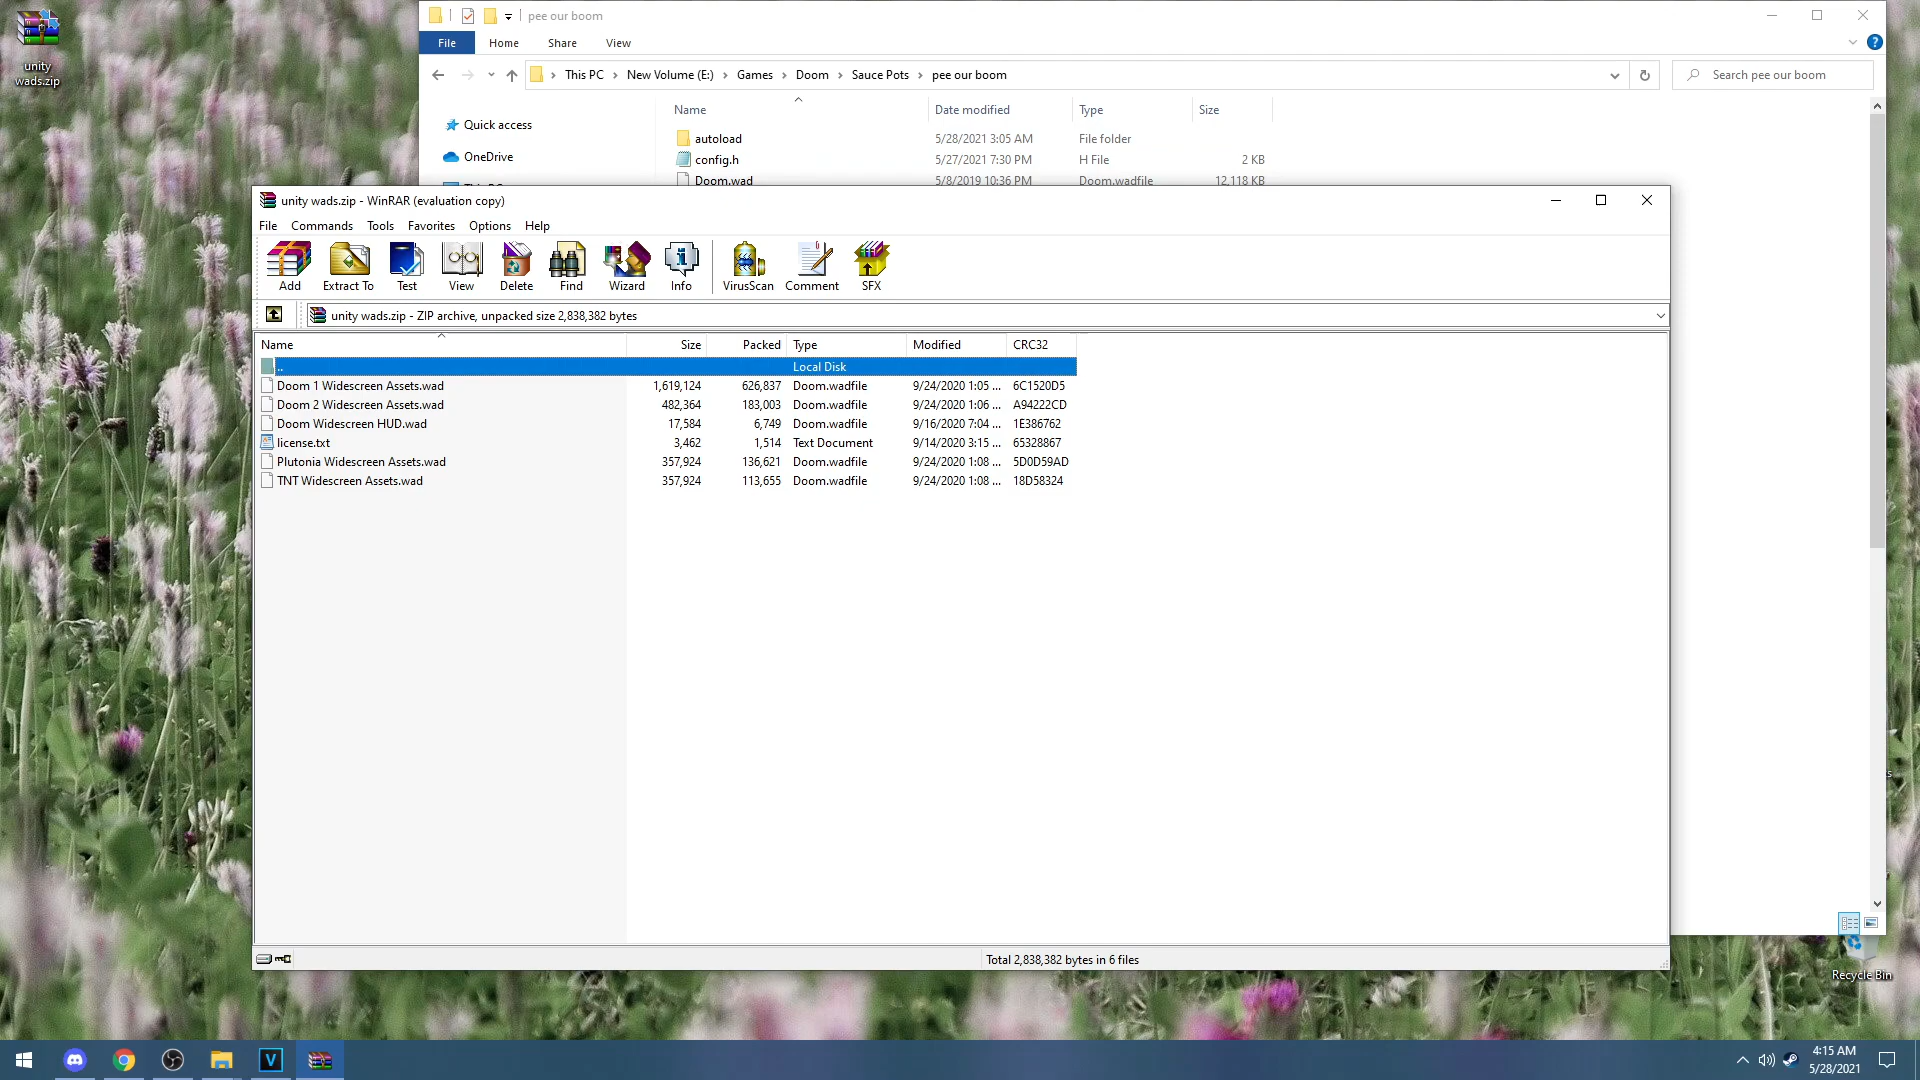 unity
wads.zip
pee our boom
File Home Share View
This PC New Volume (E:) Games Doom Sauce Pots pee our boom
Search pee our boom
Name Date modified Type Size
Quick access
OneDrive
autoload 5/28/2021 3:05 AM File folder
config.h 5/27/2021 7:30 PM H File 2 KB
Doom.wad 5/8/2019 10:36 PM Doom.wadfile 12,118 KB
unity wads.zip - WinRAR (evaluation copy)
File Commands Tools Favorites Options Help
Add Extract To Test View Delete Find Wizard Info VirusScan Comment SFX
unity wads.zip - ZIP archive, unpacked size 2,838,382 bytes
Name Size Packed Type Modified CRC32
.. Local Disk
Doom 1 Widescreen Assets.wad 1,619,124 626,837 Doom.wadfile 9/24/2020 1:05 ... 6C1520D5
Doom 2 Widescreen Assets.wad 482,364 183,003 Doom.wadfile 9/24/2020 1:06 ... A94222CD
Doom Widescreen HUD.wad 17,584 6,749 Doom.wadfile 9/16/2020 7:04 ... 1E386762
license.txt 3,462 1,514 Text Document 9/14/2020 3:15 ... 65328867
Plutonia Widescreen Assets.wad 357,924 136,621 Doom.wadfile 9/24/2020 1:08 ... 5D0D59AD
TNT Widescreen Assets.wad 357,924 113,655 Doom.wadfile 9/24/2020 1:08 ... 18D58324
Total 2,838,382 bytes in 6 files
Recycle Bin
4:15 AM
5/28/2021